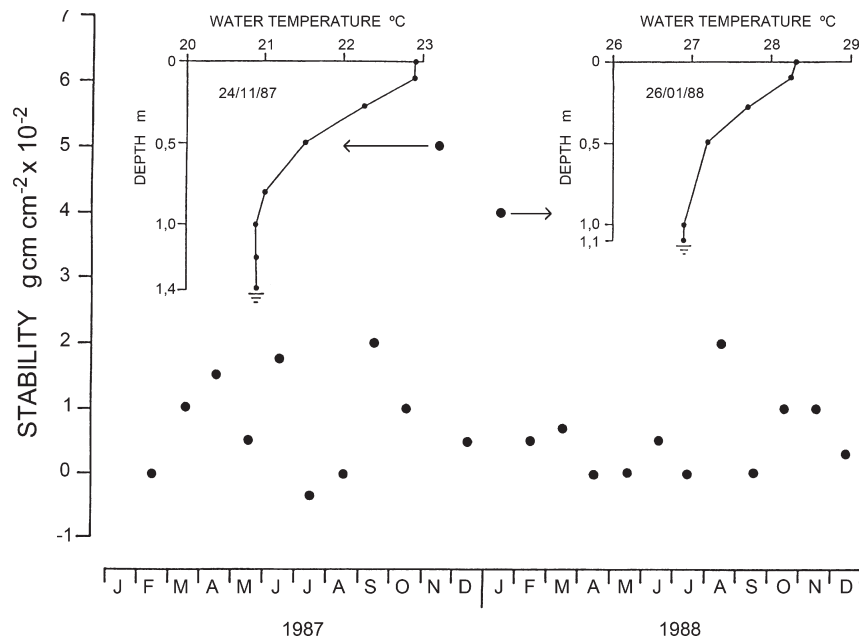 WATER TEMPERATURE ºC
20 21 22 23
0
24/11/87
0,5
1,0
1,4
DEPTH m
WATER TEMPERATURE ºC
26 27 28 29
0
26/01/88
0,5
1,0
1,1
DEPTH m
STABILITY g cm cm-2 x 10-2
7
6
5
4
3
2
1
0
-1
J F M A M J J A S O N D J F M A M J J A S O N D
1987 1988